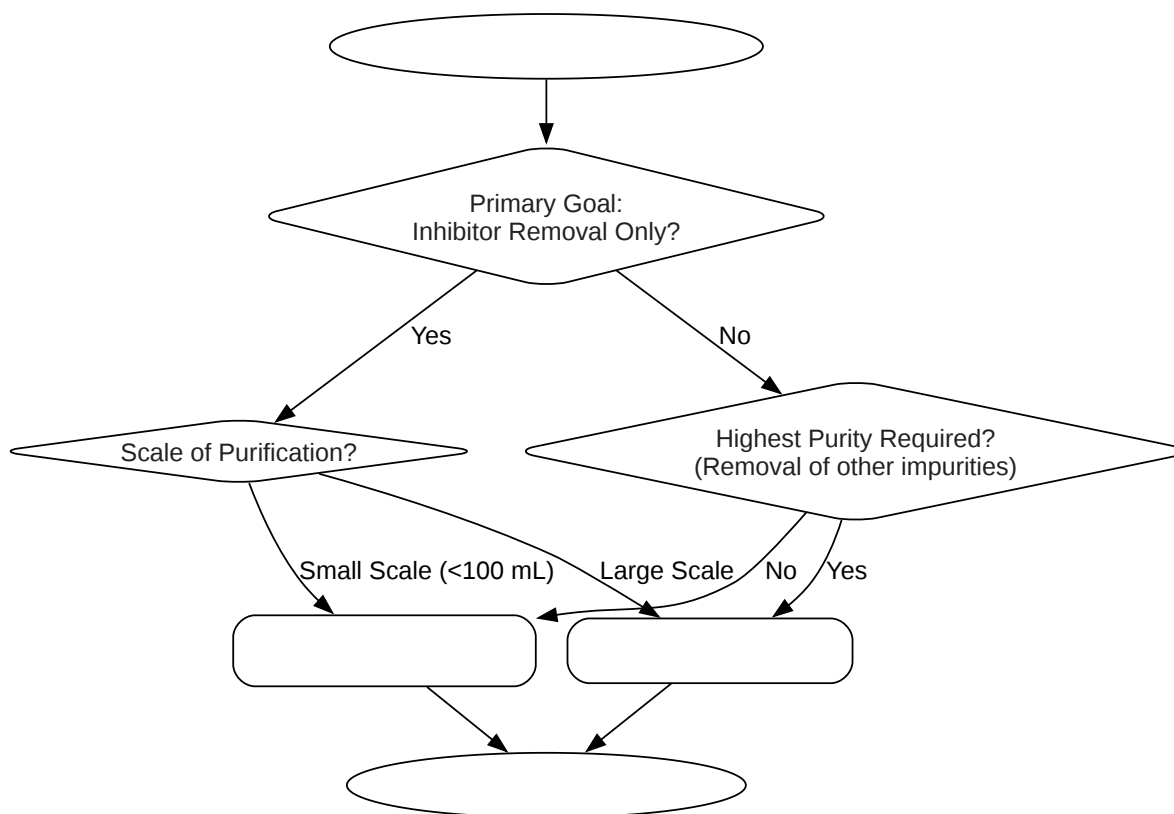 Primary Goal:
Inhibitor Removal Only?
Yes
No
Scale of Purification?
Highest Purity Required?
(Removal of other impurities)
Small Scale (<100 mL)
Large Scale
No
Yes